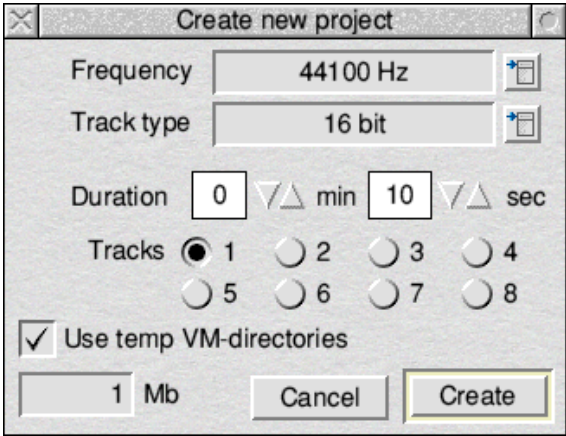 Create new project
Frequency 44100 Hz
Track type 16 bit
Duration 0 min 10 sec
Tracks 1 2 3 4
5 6 7 8
Use temp VM-directories
1 Mb Cancel Create